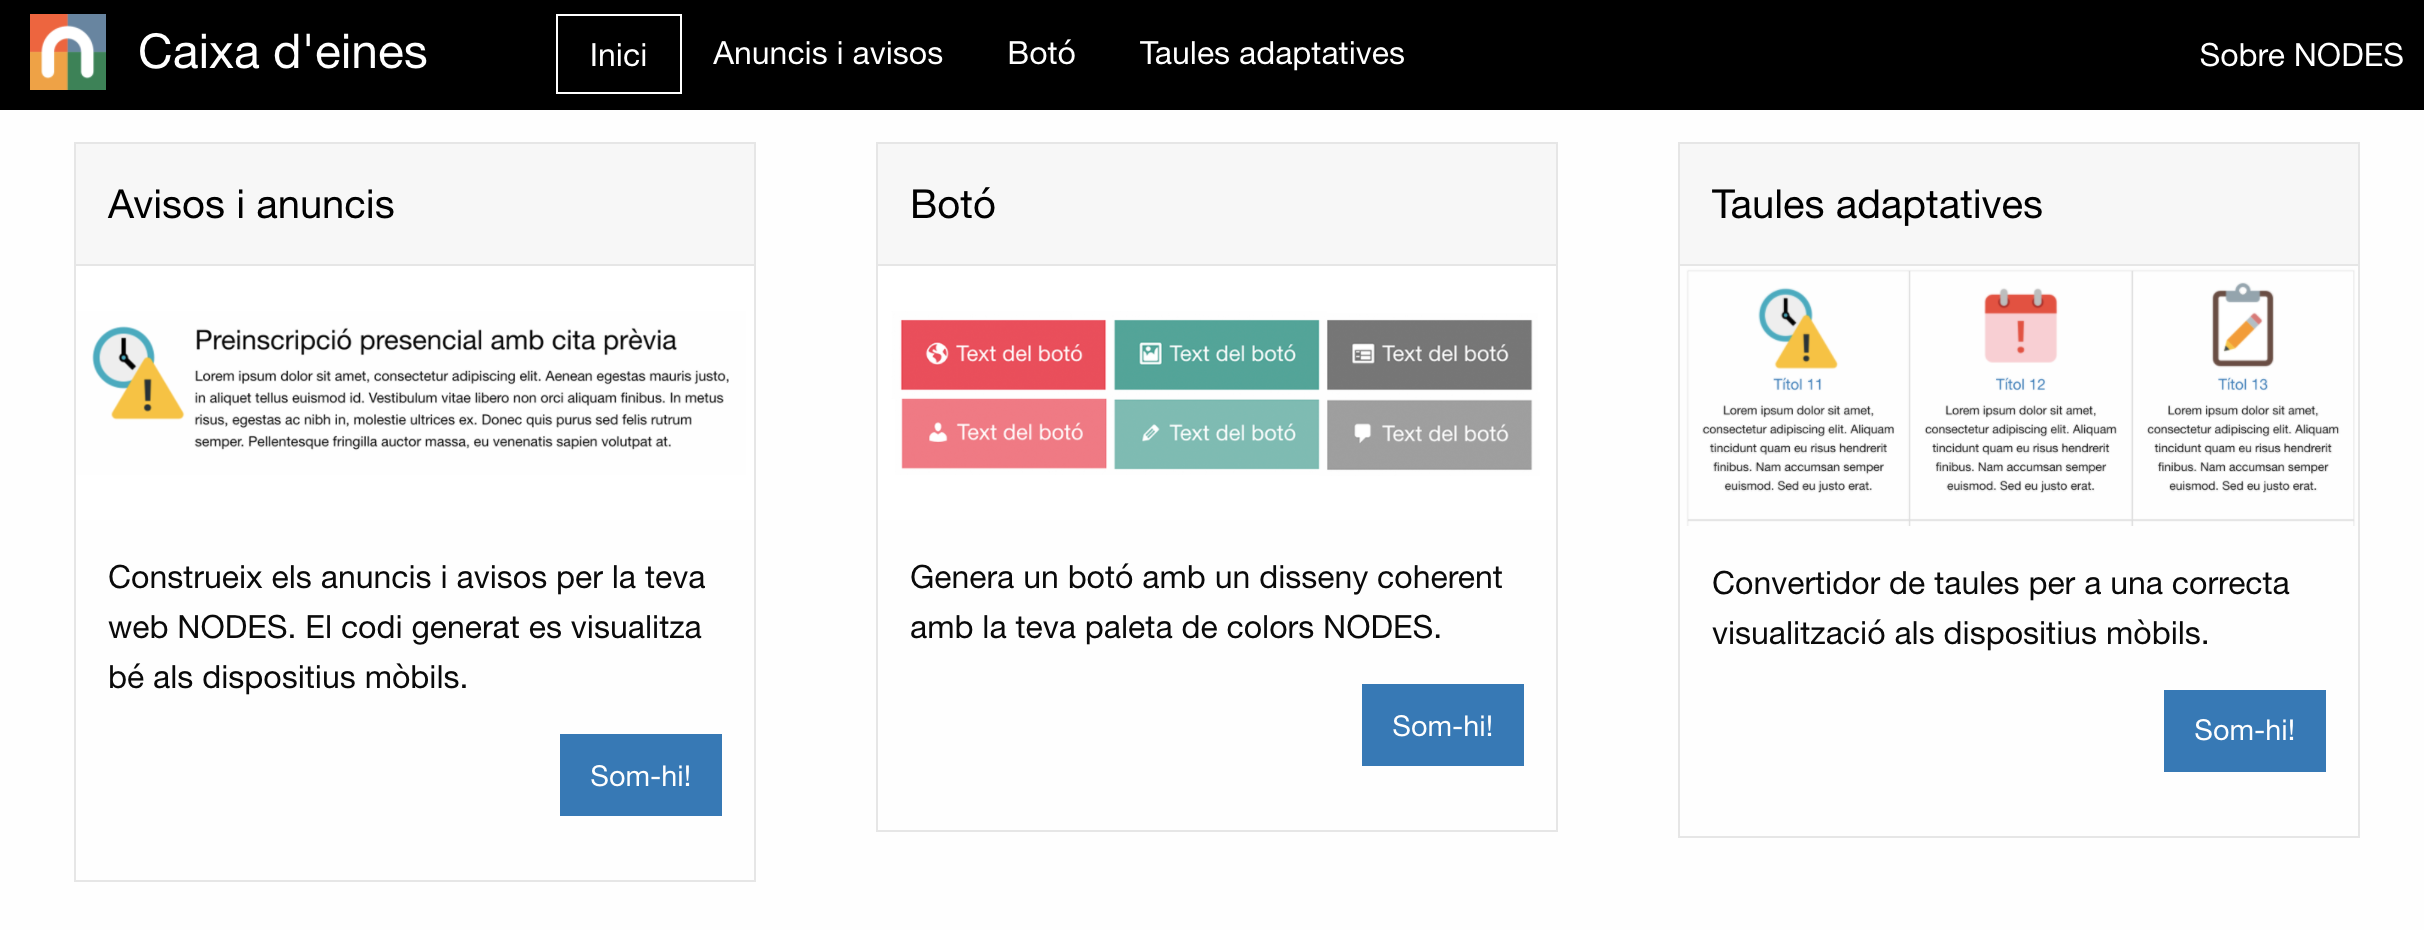 Caixa d'eines
Inici
Anuncis i avisos
Botó
Taules adaptatives
Sobre NODES
Avisos i anuncis
Preinscripció presencial amb cita prèvia
Lorem ipsum dolor sit amet, consectetur adipiscing elit. Aenean egestas mauris justo,
in aliquet tellus euismod id. Vestibulum vitae libero non orci aliquam finibus. In metus
risus, egestas ac nibh in, molestie ultrices ex. Donec quis purus sed felis rutrum
semper. Pellentesque fringilla auctor massa, eu venenatis sapien volutpat at.
Construeix els anuncis i avisos per la teva
web NODES. El codi generat es visualitza
bé als dispositius mòbils.
Som-hi!
Botó
Text del botó
Text del botó
Text del botó
Text del botó
Text del botó
Text del botó
Genera un botó amb un disseny coherent
amb la teva paleta de colors NODES.
Som-hi!
Taules adaptatives
Títol 11
Lorem ipsum dolor sit amet,
consectetur adipiscing elit. Aliquam
tincidunt quam eu risus hendrerit
finibus. Nam accumsan semper
euismod. Sed eu justo erat.
Títol 12
Lorem ipsum dolor sit amet,
consectetur adipiscing elit. Aliquam
tincidunt quam eu risus hendrerit
finibus. Nam accumsan semper
euismod. Sed eu justo erat.
Títol 13
Lorem ipsum dolor sit amet,
consectetur adipiscing elit. Aliquam
tincidunt quam eu risus hendrerit
finibus. Nam accumsan semper
euismod. Sed eu justo erat.
Convertidor de taules per a una correcta
visualització als dispositius mòbils.
Som-hi!